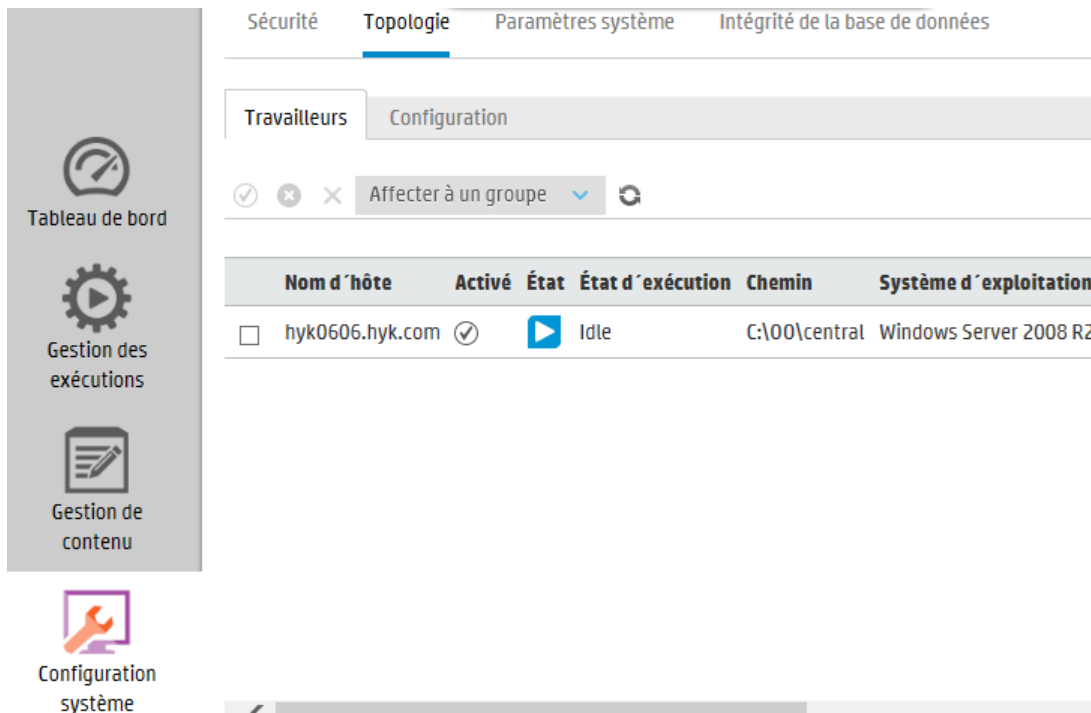 Sécurité Topologie Paramètres système Intégrité de la base de données
Travailleurs Configuration
Affecter à un groupe
Tableau de bord
Gestion des
exécutions
Gestion de
contenu
Configuration
système
Nom d´hôte Activé État État d´exécution Chemin Système d´exploitation
hyk0606.hyk.com Idle C:\OO\central Windows Server 2008 R2